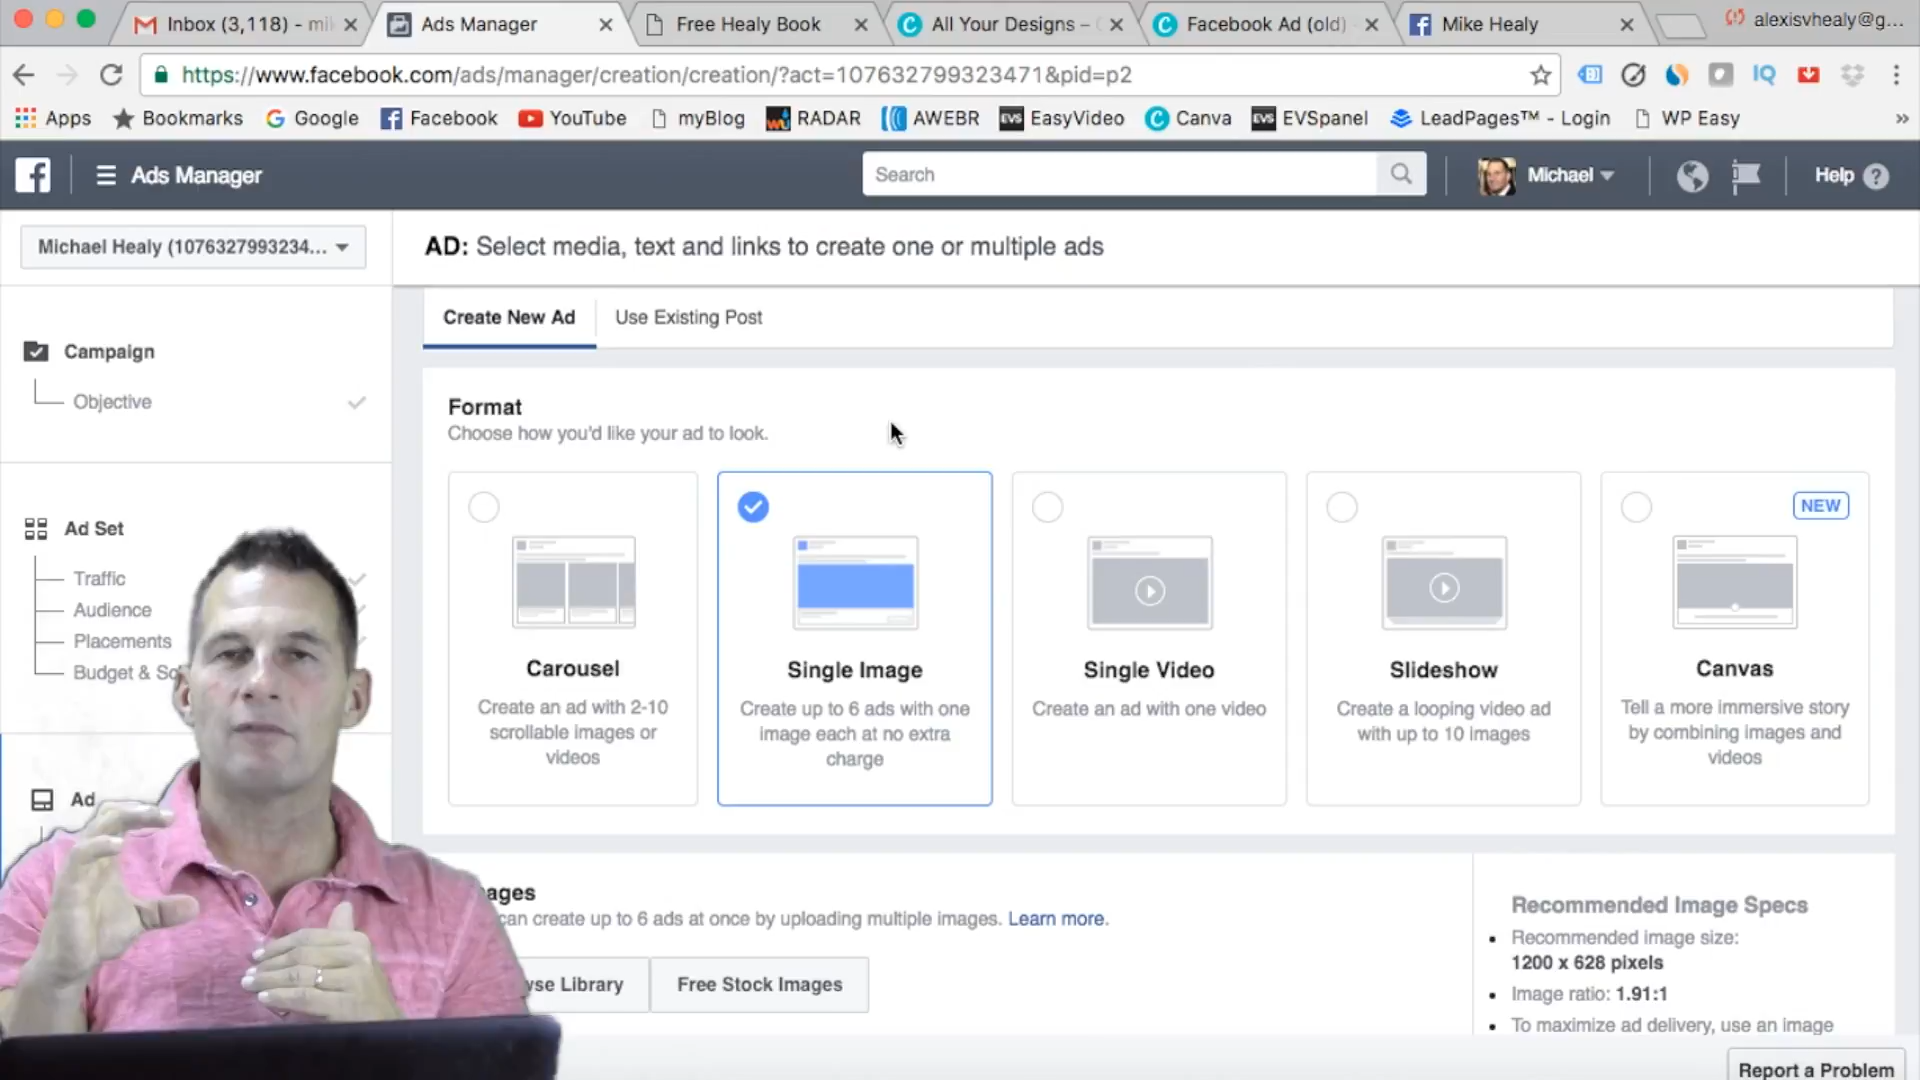 Inbox (3,118) - mi
Ads Manager
Free Healy Book
All Your Designs –
Facebook Ad (old)
Mike Healy
alexisvhealy@g...
https://www.facebook.com/ads/manager/creation/creation/?act=107632799323471&pid=p2
Apps
Bookmarks
Google
Facebook
YouTube
myBlog
RADAR
AWEBR
EVS
EasyVideo
Canva
EVS
EVSpanel
LeadPages™ - Login
WP Easy
»
Ads Manager
Search
Michael
Help ?
Michael Healy (1076327993234...
AD: Select media, text and links to create one or multiple ads
Create New Ad
Use Existing Post
Campaign
Objective
Ad Set
Traffic
Audience
Placements
Budget & Sc
Ad
Format
Choose how you'd like your ad to look.
Carousel
Create an ad with 2-10
scrollable images or
videos
Single Image
Create up to 6 ads with one
image each at no extra
charge
Single Video
Create an ad with one video
Slideshow
Create a looping video ad
with up to 10 images
NEW
Canvas
Tell a more immersive story
by combining images and
videos
ages
can create up to 6 ads at once by uploading multiple images. Learn more.
wse Library
Free Stock Images
Recommended Image Specs
• Recommended image size:
1200 x 628 pixels
• Image ratio: 1.91:1
• To maximize ad delivery, use an image
Report a Problem